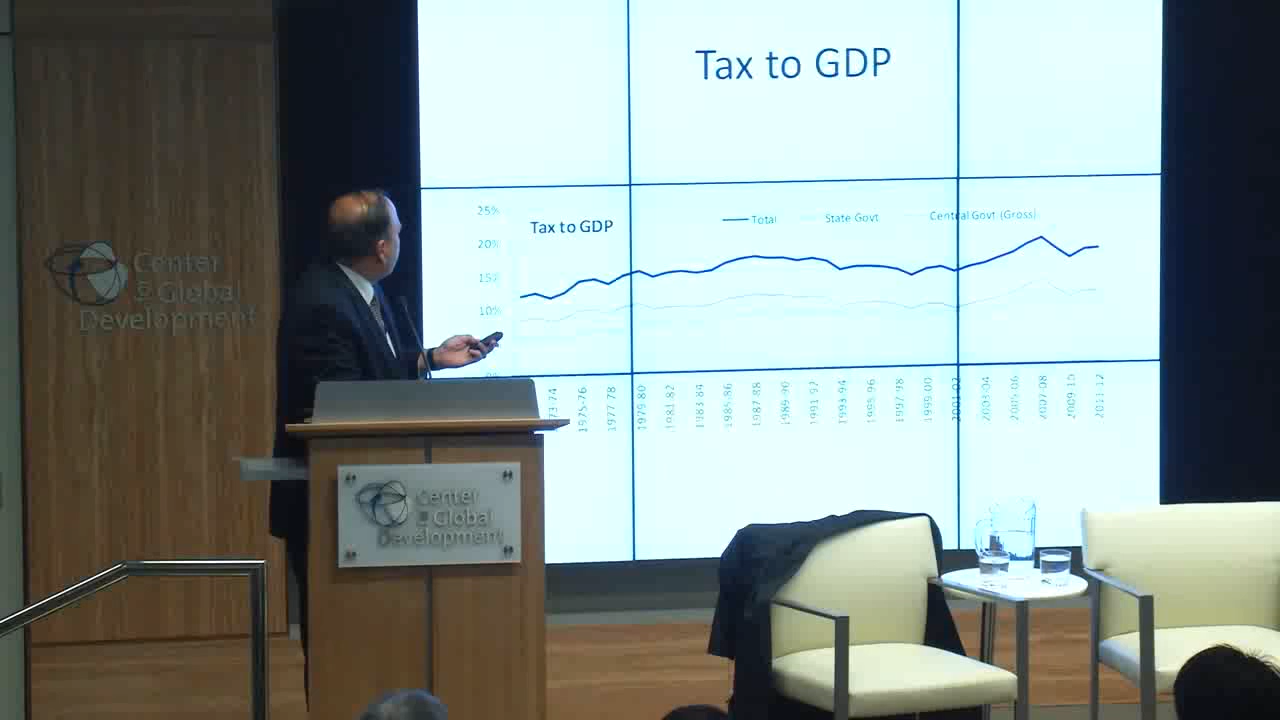 Tax to GDP
Center
Global
Development
25%
Tax to GDP
Total
State Govt
Central Govt (Gross)
20%
15%
10%
0%
73-74
1975-76
1977-78
1979-80
1981-82
1983-84
1985-86
1987-88
1989-90
1991-92
1993-94
1995-96
1997-98
1999-00
2001-02
2003-04
2005-06
2007-08
2009-10
2011-12
Center
Global
Development